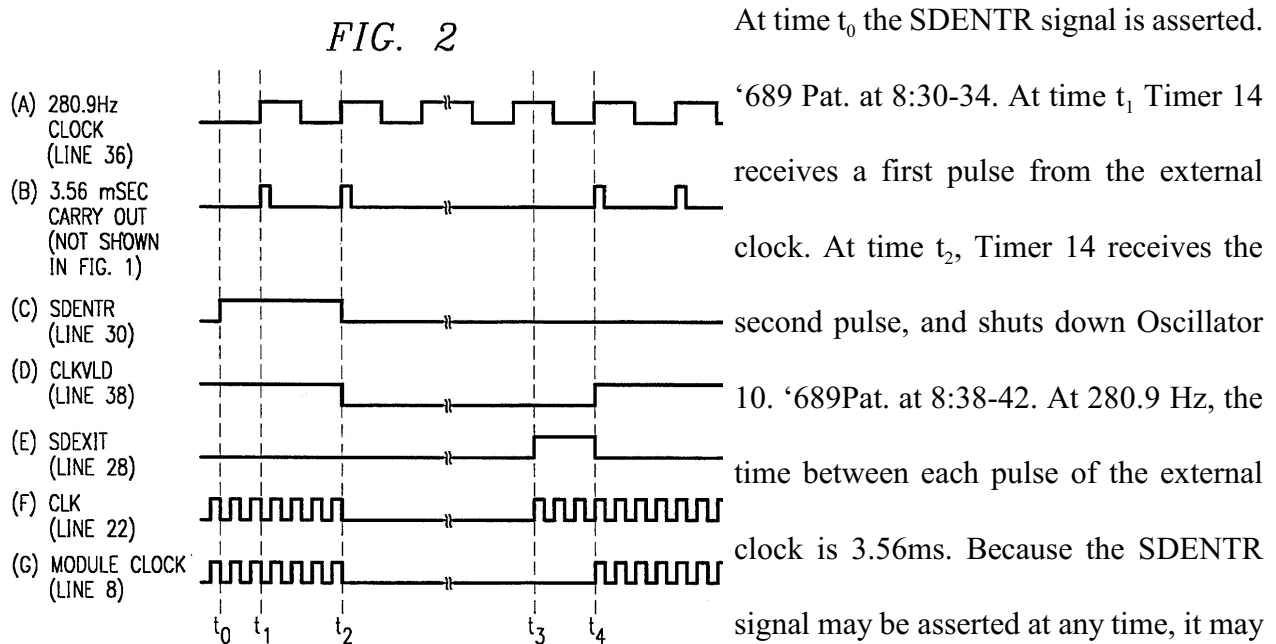 FIG. 2
(A) 280.9Hz
CLOCK
(LINE 36)
(B) 3.56 mSEC
CARRY OUT
(NOT SHOWN
IN FIG. 1)
(C) SDENTR
(LINE 30)
(D) CLKVLD
(LINE 38)
(E) SDEXIT
(LINE 28)
(F) CLK
(LINE 22)
(G) MODULE CLOCK
(LINE 8)
t0 t1 t2 t3 t4
At time t0 the SDENTR signal is asserted.
‘689 Pat. at 8:30-34. At time t1 Timer 14
receives a first pulse from the external
clock. At time t2, Timer 14 receives the
second pulse, and shuts down Oscillator
10. ‘689Pat. at 8:38-42. At 280.9 Hz, the
time between each pulse of the external
clock is 3.56ms. Because the SDENTR
signal may be asserted at any time, it may